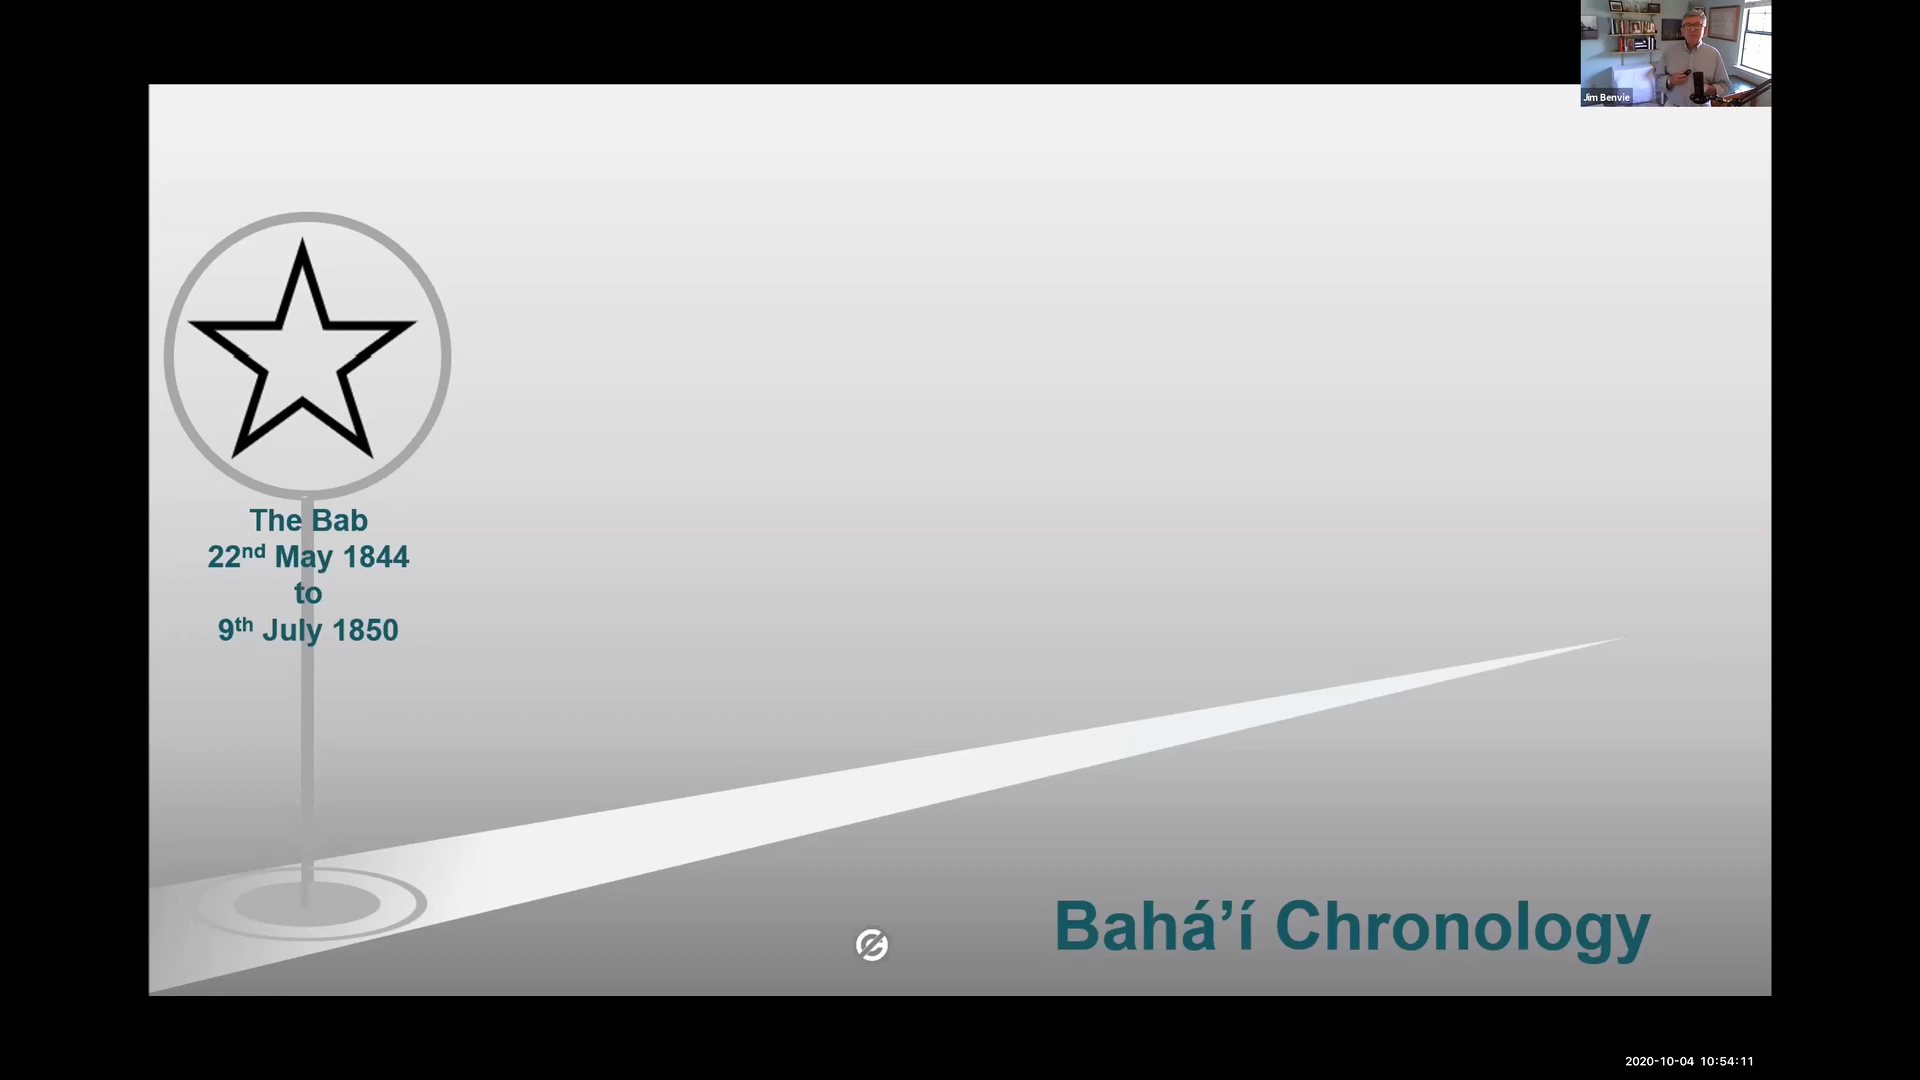 Jim Benvie
The Bab
22nd May 1844
to
9th July 1850
Bahá’í Chronology
2020-10-04 10:54:11